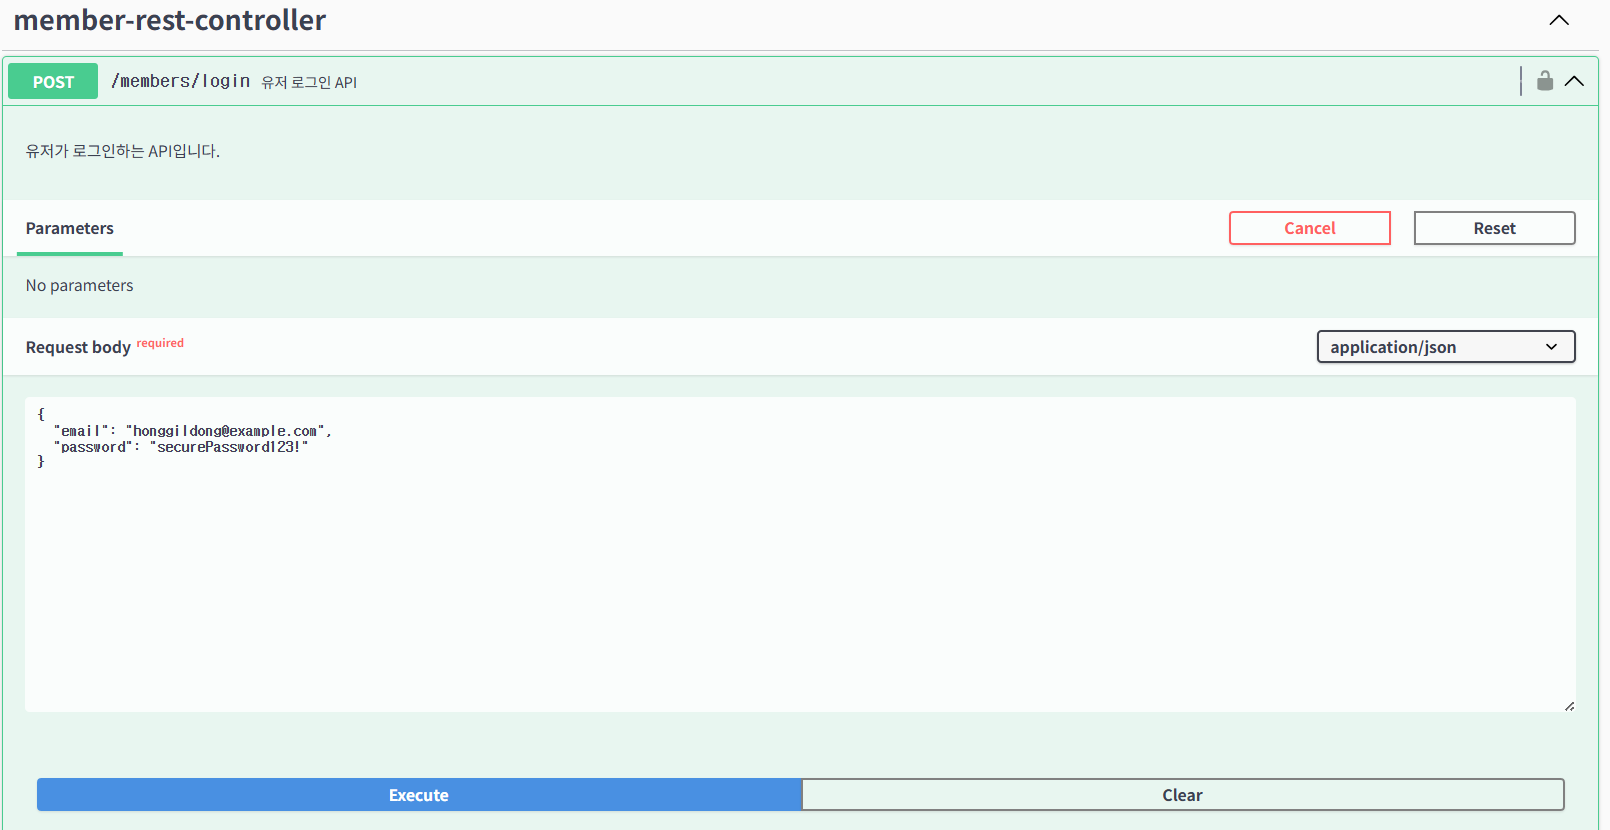 member-rest-controller
POST /members/login 유저 로그인 API
유저가 로그인하는 API입니다.
Parameters Cancel Reset
No parameters
Request body required application/json
{
"email": "honggildong@example.com",
"password": "securePassword123!"
}
Execute Clear